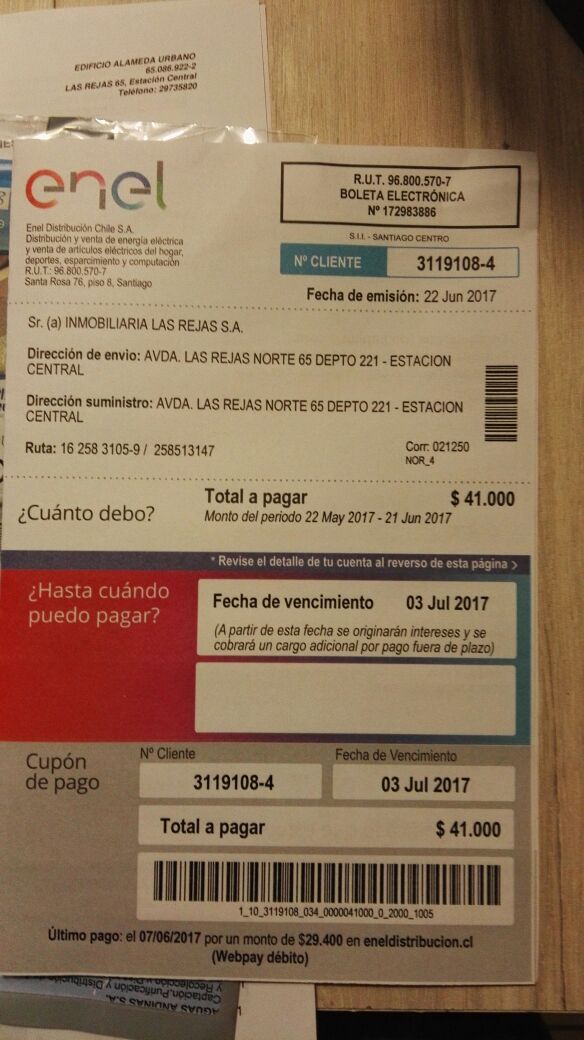 EDIFICIO ALAMEDA URBANO
65.086.922-2
LAS REJAS 65, Estación Central
Teléfono: 29735820
enel
Enel Distribución Chile S.A.
Distribución y venta de energía eléctrica
y venta de artículos eléctricos del hogar,
deportes, esparcimiento y computación
R.U.T.: 96.800.570-7
Santa Rosa 76, piso 8, Santiago
R.U.T. 96.800.570-7
BOLETA ELECTRÓNICA
Nº 172983886
S.I.I. - SANTIAGO CENTRO
Nº CLIENTE 3119108-4
Fecha de emisión: 22 Jun 2017
Sr. (a) INMOBILIARIA LAS REJAS S.A.
Dirección de envio: AVDA. LAS REJAS NORTE 65 DEPTO 221 - ESTACION
CENTRAL
Dirección suministro: AVDA. LAS REJAS NORTE 65 DEPTO 221 - ESTACION
CENTRAL
Ruta: 16 258 3105-9 / 258513147
Corr: 021250
NOR_4
¿Cuánto debo?
Total a pagar $ 41.000
Monto del periodo 22 May 2017 - 21 Jun 2017
* Revise el detalle de tu cuenta al reverso de esta página >
¿Hasta cuándo
puedo pagar?
Fecha de vencimiento 03 Jul 2017
(A partir de esta fecha se originarán intereses y se
cobrará un cargo adicional por pago fuera de plazo)
Cupón
de pago
Nº Cliente
3119108-4
Fecha de Vencimiento
03 Jul 2017
Total a pagar $ 41.000
1_10_3119108_034_0000041000_0_2000_1005
Último pago: el 07/06/2017 por un monto de $29.400 en eneldistribucion.cl
(Webpay débito)
AGUAS ANDINAS S.A.
Captación, Purificación y Distribución
y Recolección y